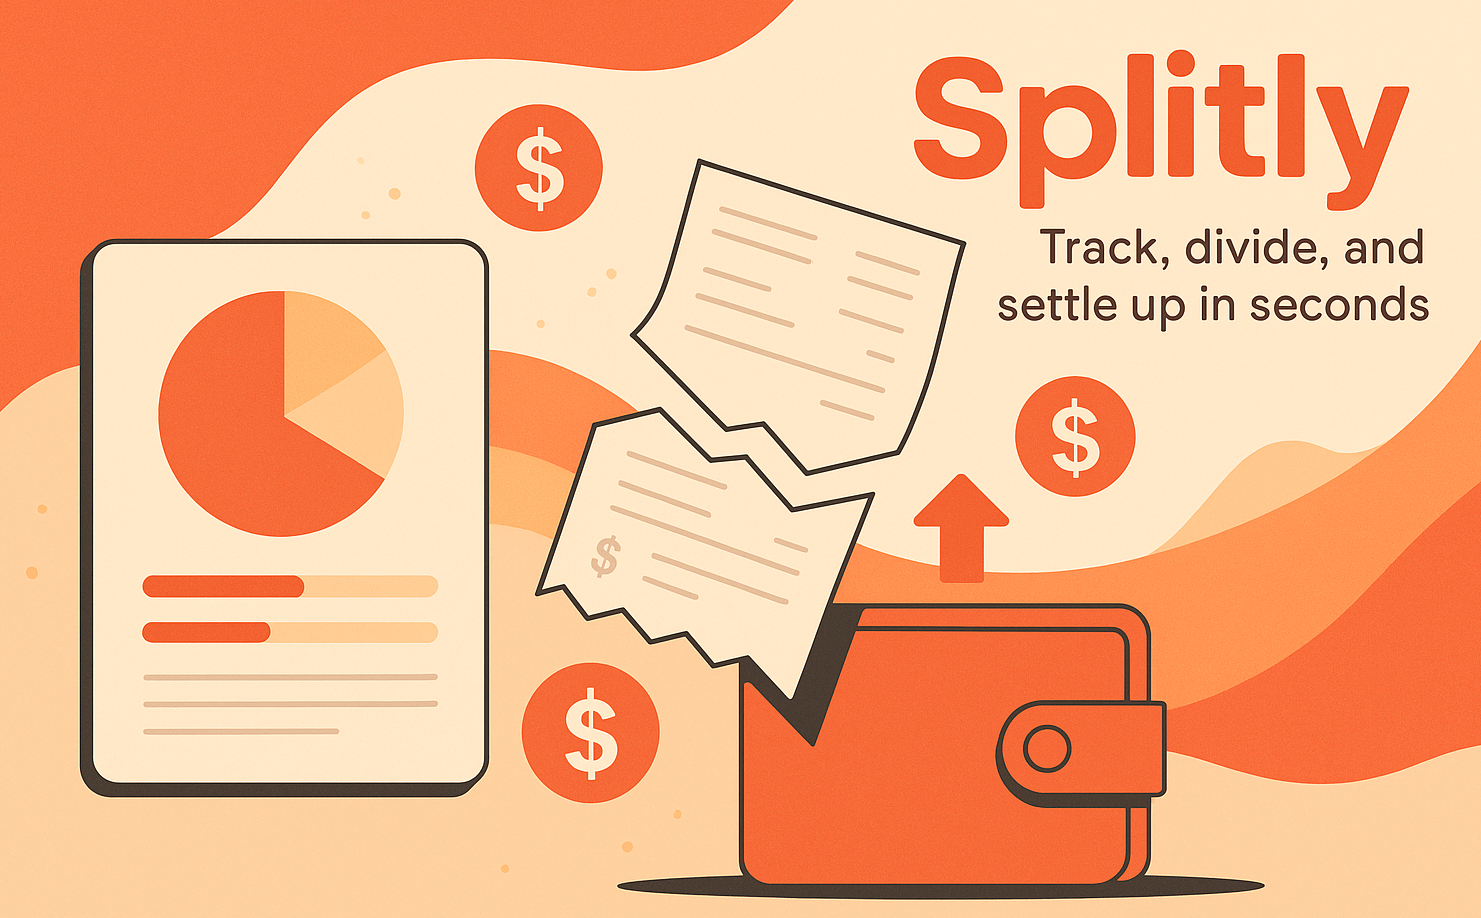 Splitly
Track, divide, and
settle up in seconds
$
$
$
$